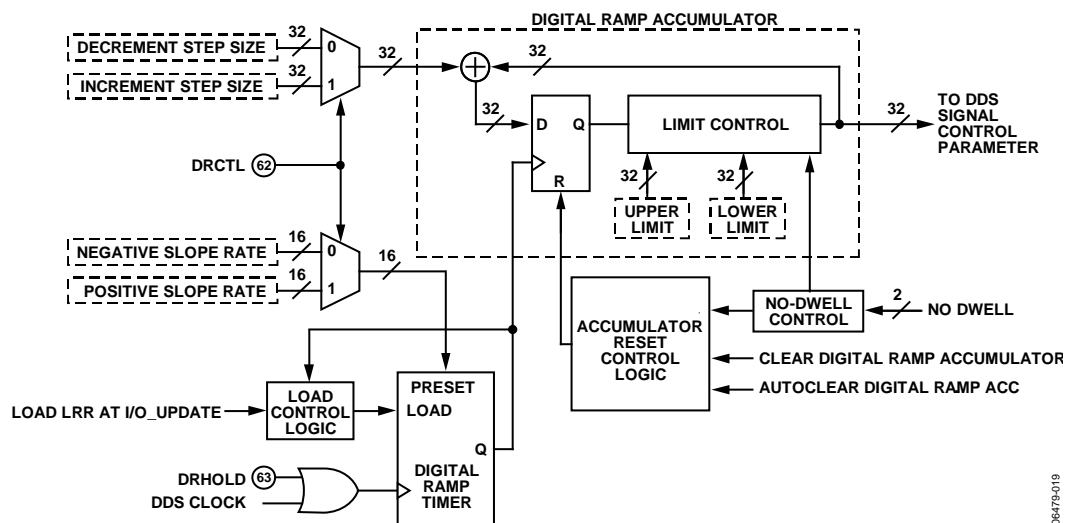 DIGITAL RAMP ACCUMULATOR
DECREMENT STEP SIZE
32
0
INCREMENT STEP SIZE
32
1
32
32
32
D
Q
R
LIMIT CONTROL
32
TO DDS
SIGNAL
CONTROL
PARAMETER
DRCTL
62
32
32
UPPER
LIMIT
LOWER
LIMIT
NEGATIVE SLOPE RATE
16
0
POSITIVE SLOPE RATE
16
1
16
ACCUMULATOR
RESET
CONTROL
LOGIC
NO-DWELL
CONTROL
2
NO DWELL
CLEAR DIGITAL RAMP ACCUMULATOR
AUTOCLEAR DIGITAL RAMP ACC
LOAD LRR AT I/O_UPDATE
LOAD
CONTROL
LOGIC
PRESET
LOAD
Q
DIGITAL
RAMP
TIMER
DRHOLD
63
DDS CLOCK
06479-019